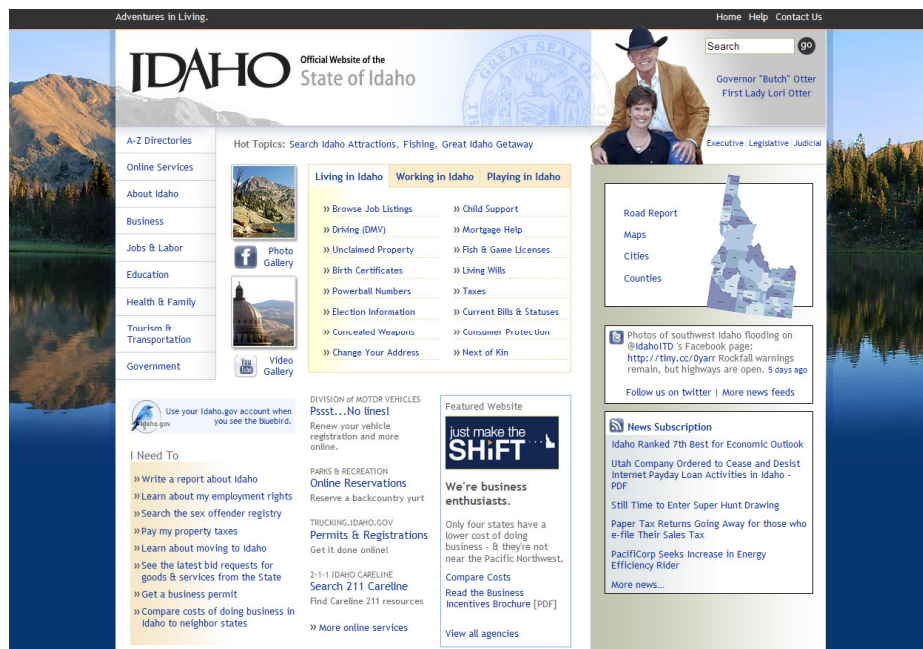 Adventures in Living.
Home Help Contact Us
IDAHO
Official Website of the
State of Idaho
GREAT SEAL OF
Search
go
Governor "Butch" Otter
First Lady Lori Otter
Executive | Legislative | Judicial
A-Z Directories
Online Services
About Idaho
Business
Jobs & Labor
Education
Health & Family
Tourism &
Transportation
Government
Hot Topics: Search Idaho Attractions, Fishing, Great Idaho Getaway
Photo
Gallery
You
Tube
Video
Gallery
Living in Idaho
Working in Idaho
Playing in Idaho
» Browse Job Listings
» Driving (DMV)
» Unclaimed Property
» Birth Certificates
» Powerball Numbers
» Election Information
» Concealed Weapons
» Change Your Address
» Child Support
» Mortgage Help
» Fish & Game Licenses
» Living Wills
» Taxes
» Current Bills & Statuses
» Consumer Protection
» Next of Kin
Road Report
Maps
Cities
Counties
Photos of southwest Idaho flooding on
@IdahoITD 's Facebook page:
http://tiny.cc/0yarr Rockfall warnings
remain, but highways are open. 5 days ago
Follow us on twitter | More news feeds
News Subscription
Idaho Ranked 7th Best for Economic Outlook
Utah Company Ordered to Cease and Desist
Internet Payday Loan Activities in Idaho -
PDF
Still Time to Enter Super Hunt Drawing
Paper Tax Returns Going Away for those who
e-file Their Sales Tax
PacifiCorp Seeks Increase in Energy
Efficiency Rider
More news...
idaho.gov
Use your Idaho.gov account when
you see the bluebird.
I Need To
» Write a report about Idaho
» Learn about my employment rights
» Search the sex offender registry
» Pay my property taxes
» Learn about moving to Idaho
» See the latest bid requests for
goods & services from the State
» Get a business permit
» Compare costs of doing business in
Idaho to neighbor states
DIVISION of MOTOR VEHICLES
Pssst...No lines!
Renew your vehicle
registration and more
online.
PARKS & RECREATION
Online Reservations
Reserve a backcountry yurt
TRUCKING.IDAHO.GOV
Permits & Registrations
Get it done online!
2-1-1 IDAHO CARELINE
Search 211 Careline
Find Careline 211 resources
» More online services
Featured Website
just make the
SHiFT
We're business
enthusiasts.
Only four states have a
lower cost of doing
business - & they're not
near the Pacific Northwest.
Compare Costs
Read the Business
Incentives Brochure [PDF]
View all agencies